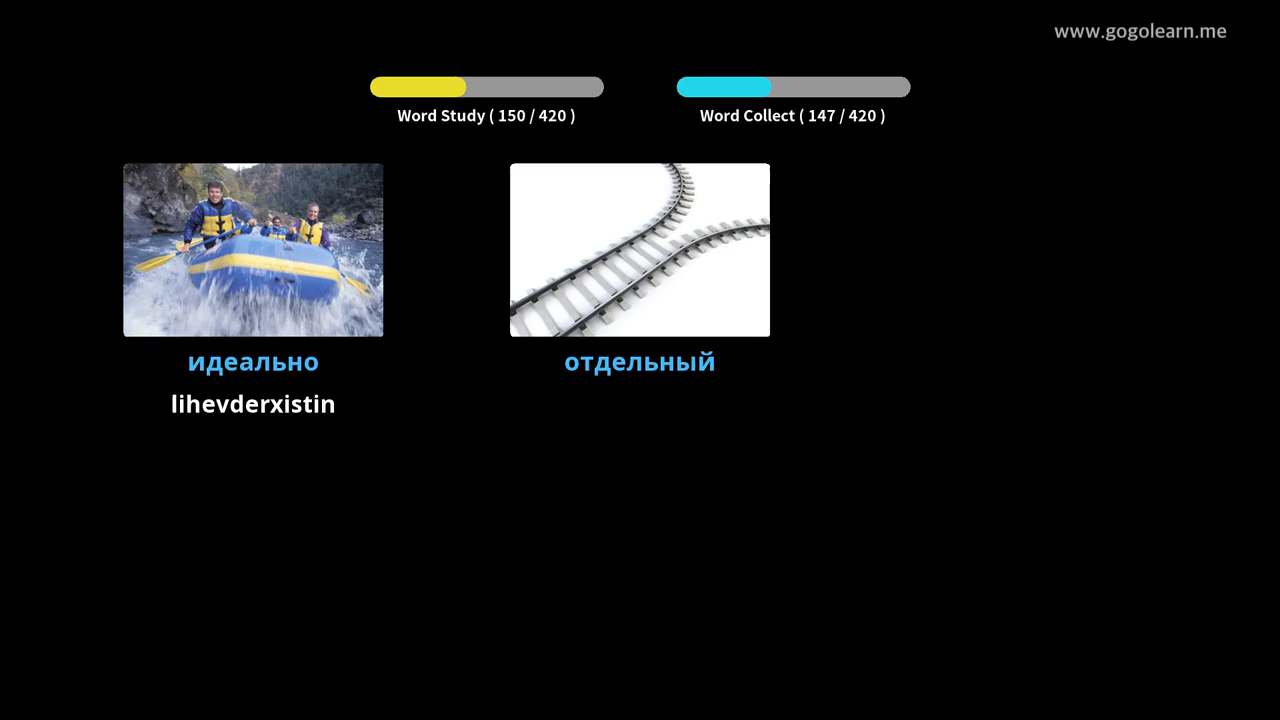 www.gogolearn.me
Word Study ( 150 / 420 )
Word Collect ( 147 / 420 )
идеально
отдельный
lihevderxistin